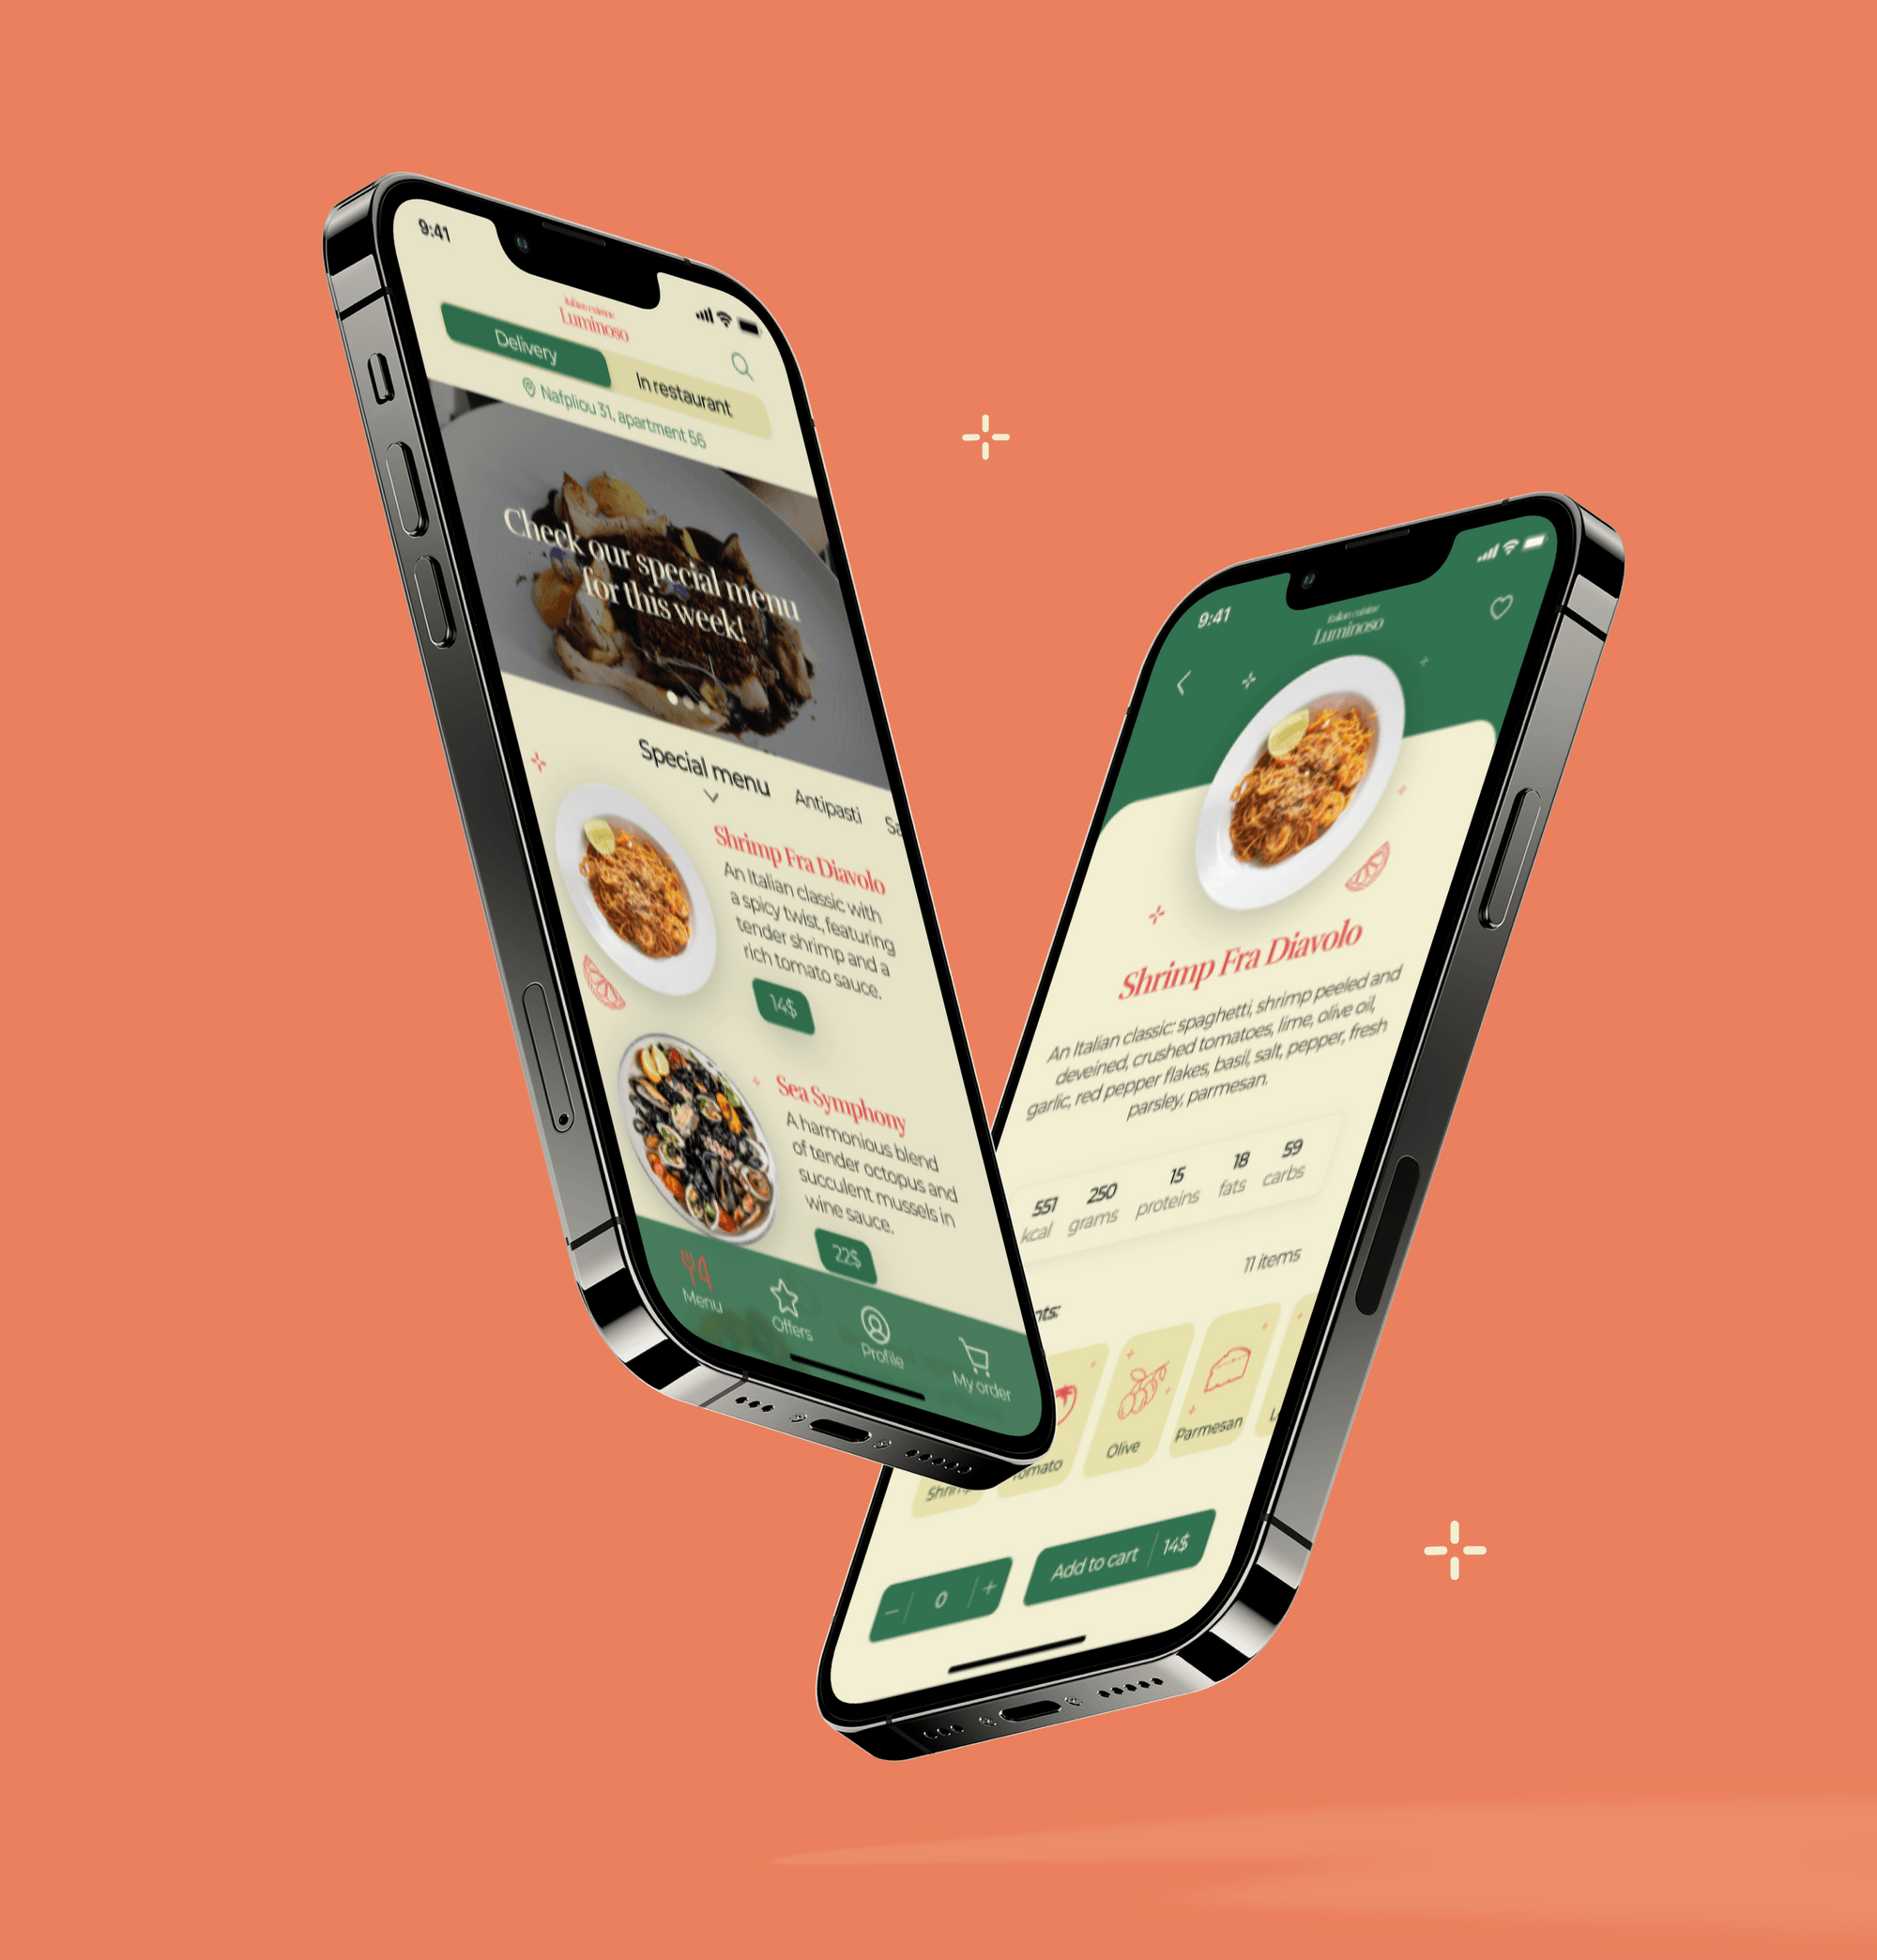 9:41
italian cuisine
Luminoso
Delivery
In restaurant
Nafpliou 31, apartment 56
Check our special menu
for this week!
Special menu
Antipasti
Sa
Shrimp Fra Diavolo
An Italian classic with
a spicy twist, featuring
tender shrimp and a
rich tomato sauce.
14$
Sea Symphony
A harmonious blend
of tender octopus and
succulent mussels in
wine sauce.
22$
Menu
Offers
Profile
My order
9:41
italian cuisine
Luminoso
Shrimp Fra Diavolo
An Italian classic: spaghetti, shrimp peeled and
deveined, crushed tomatoes, lime, olive oil,
garlic, red pepper flakes, basil, salt, pepper, fresh
parsley, parmesan.
551 250 15 18 59
kcal grams proteins fats carbs
11 items
nts:
Shrimp
omato
Olive
Parmesan
L
0 +
Add to cart 14$